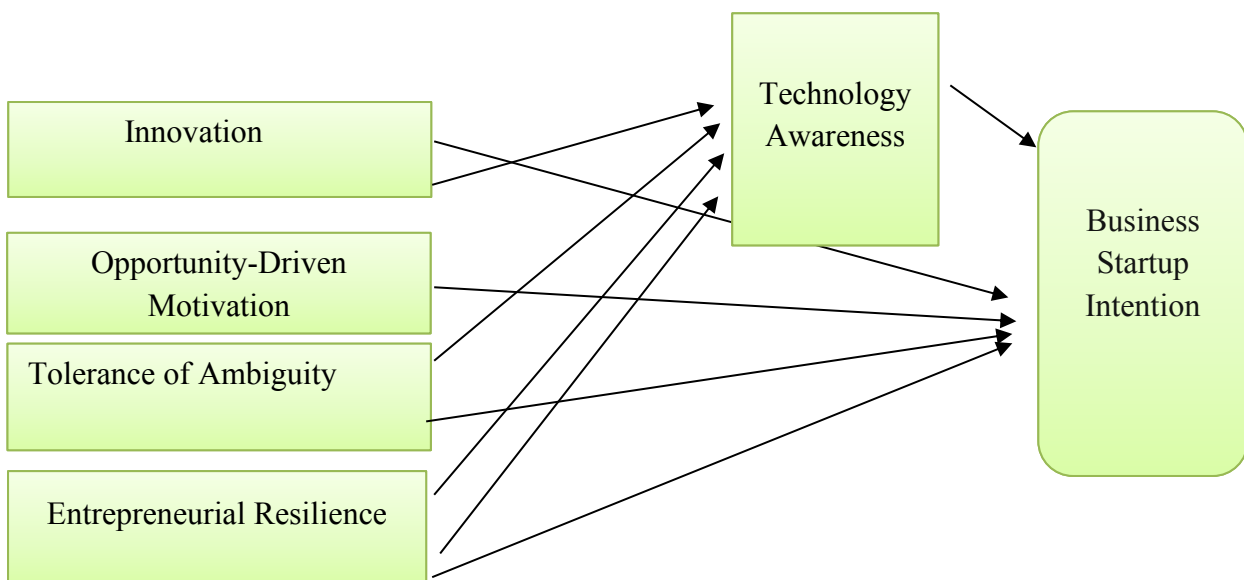 Innovation
Opportunity-Driven
Motivation
Tolerance of Ambiguity
Entrepreneurial Resilience
Technology
Awareness
Business
Startup
Intention